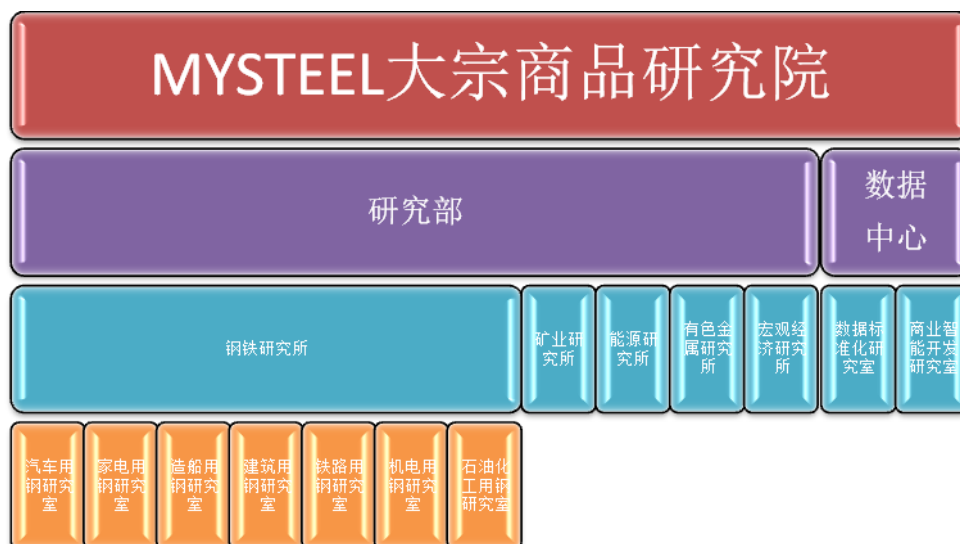 MYSTEEL大宗商品研究院
研究部
数据
中心
钢铁研究所
矿业研
究所
能源研
究所
有色金
属研究
所
宏观经
济研究
所
数据标
准化研
究室
商业智
能开发
研究室
汽车用
钢研究
室
家电用
钢研究
室
造船用
钢研究
室
建筑用
钢研究
室
铁路用
钢研究
室
机电用
钢研究
室
石油化
工用钢
研究室